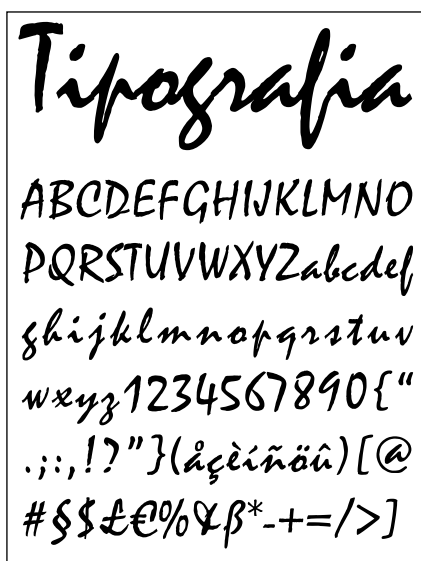 Tipografia
ABCDEFGHIJKLMNO
PQRSTUVWXYZabcdef
ghijklmnopqrstuv
wxyz1234567890{“
.;:,!?”}(åçèíñöû)[@
#§$£€%&ß*-+=/>]